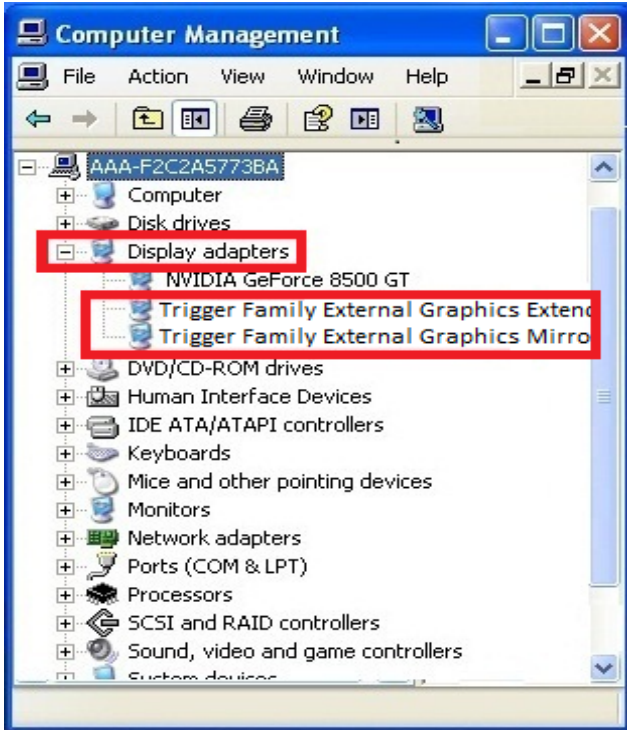 Computer Management
File Action View Window Help
AAA-F2C2A5773BA
Computer
Disk drives
Display adapters
NVIDIA GeForce 8500 GT
Trigger Family External Graphics Extend
Trigger Family External Graphics Mirro
DVD/CD-ROM drives
Human Interface Devices
IDE ATA/ATAPI controllers
Keyboards
Mice and other pointing devices
Monitors
Network adapters
Ports (COM & LPT)
Processors
SCSI and RAID controllers
Sound, video and game controllers
System devices